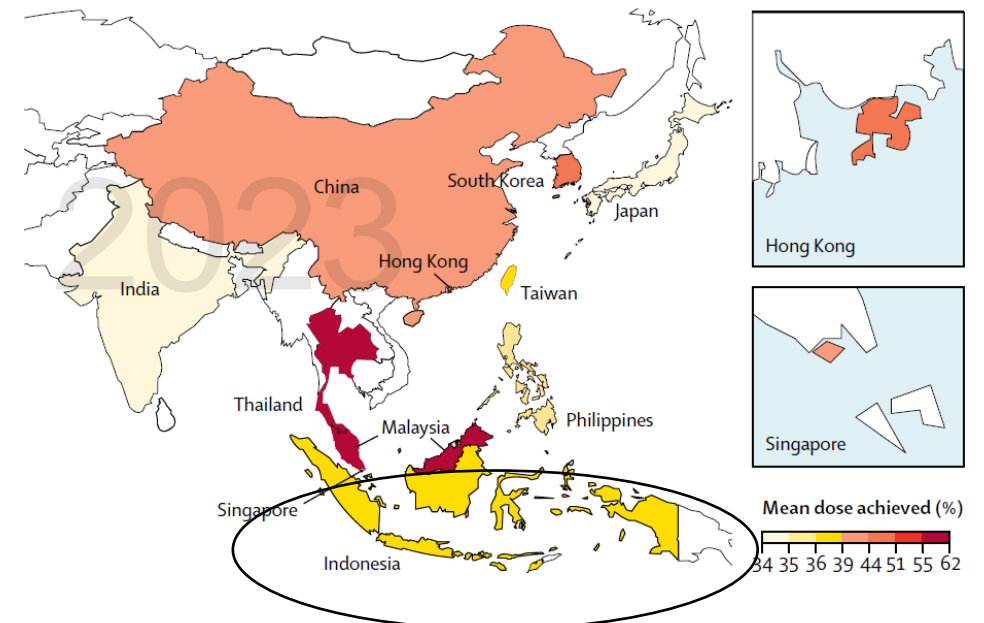 2023
China
South Korea
Japan
Hong Kong
India
Taiwan
Thailand
Malaysia
Philippines
Singapore
Indonesia
Hong Kong
Singapore
Mean dose achieved (%)
34 35 36 39 44 51 55 62